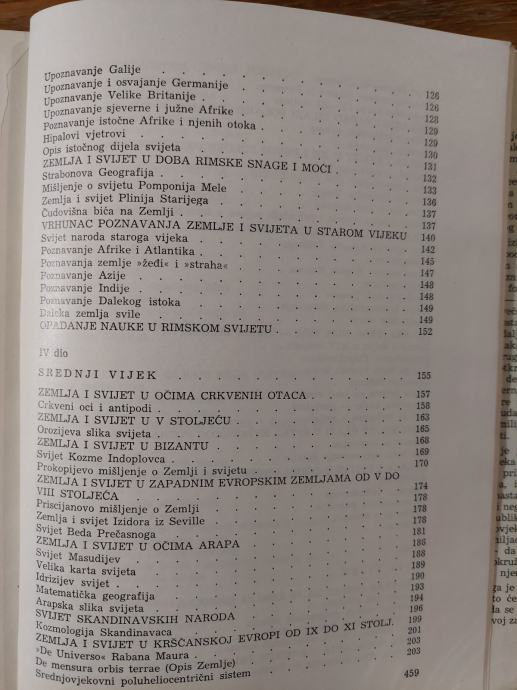 Upoznavanje Galije . . . . . . . . . . 126
Upoznavanje i osvajanje Germanije . . . . . . 126
Upoznavanje Velike Britanije . . . . . . . . 128
Upoznavanje sjeverne i južne Afrike . . . . . . 129
Poznavanje istočne Afrike i njenih otoka . . . . . 129
Hipalovi vjetrovi . . . . . . . . . . 130
Opis istočnog dijela svijeta . . . . . . . . 131
ZEMLJA I SVIJET U DOBA RIMSKE SNAGE I MOĆI . . . 132
Strabonova Geografija . . . . . . . . . 133
Mišljenje o svijetu Pomponija Mele . . . . . . 136
Zemlja i svijet Plinija Starijega . . . . . . . 137
Čudovišna bića na Zemlji . . . . . . . . 137
VRHUNAC POZNAVANJA ZEMLJE I SVIJETA U STAROM VIJEKU 140
Svijet naroda staroga vijeka . . . . . . . . 142
Poznavanje Afrike i Atlantika . . . . . . . 145
Poznavanja zemlje »žeđi« i »straha« . . . . . . 147
Poznavanje Azije . . . . . . . . . . 148
Poznavanje Indije . . . . . . . . . . 148
Poznavanje Dalekog istoka . . . . . . . . 149
Daleka zemlja svile . . . . . . . . . 149
OPADANJE NAUKE U RIMSKOM SVIJETU . . . . . 152
IV dio
SREDNJI VIJEK . . . . . . . . . . 155
ZEMLJA I SVIJET U OČIMA CRKVENIH OTACA . . . . 157
Crkveni oci i antipodi . . . . . . . . . 158
ZEMLJA I SVIJET U V STOLJEĆU . . . . . . 163
Orozijeva slika svijeta . . . . . . . . . 165
ZEMLJA I SVIJET U BIZANTU . . . . . . . 168
Svijet Kozme Indoplovca . . . . . . . . 169
Prokopijevo mišljenje o Zemlji i svijetu . . . . . 170
ZEMLJA I SVIJET U ZAPADNIM EVROPSKIM ZEMLJAMA OD V DO
VIII STOLJEĆA . . . . . . . . . . 174
Priscijanovo mišljenje o Zemlji . . . . . . . 178
Zemlja i svijet Izidora iz Seville . . . . . . . 178
Svijet Beda Prečasnoga . . . . . . . . . 178
ZEMLJA I SVIJET U OČIMA ARAPA . . . . . . 181
Svijet Masudijev . . . . . . . . . . 186
Velika karta svijeta . . . . . . . . . 188
Idrizijev svijet . . . . . . . . . . 189
Matematička geografija . . . . . . . . . 190
Arapska slika svijeta . . . . . . . . . 193
SVIJET SKANDINAVSKIH NARODA . . . . . . 194
Kozmologija Skandinavaca . . . . . . . . 196
ZEMLJA I SVIJET U KRŠĆANSKOJ EVROPI OD IX DO XI STOLJ. 199
»De Universo« Rabana Maura . . . . . . . 201
De mensura orbis terrae (Opis Zemlje) . . . . . 203
Srednjovjekovni poluheliocentrični sistem . . . . . 203
459